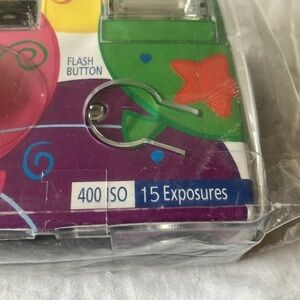 FLASH
BUTTON
400 ISO 15 Exposures